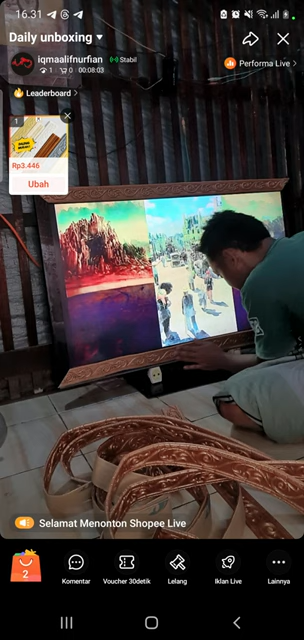 16.31
Daily unboxing
iqmaalifnurfian
Stabil
1 0 00:08:03
Performa Live
Leaderboard
1
Rp3.446
Ubah
Selamat Menonton Shopee Live
2
Komentar
Voucher 30detik
Lelang
Iklan Live
Lainnya